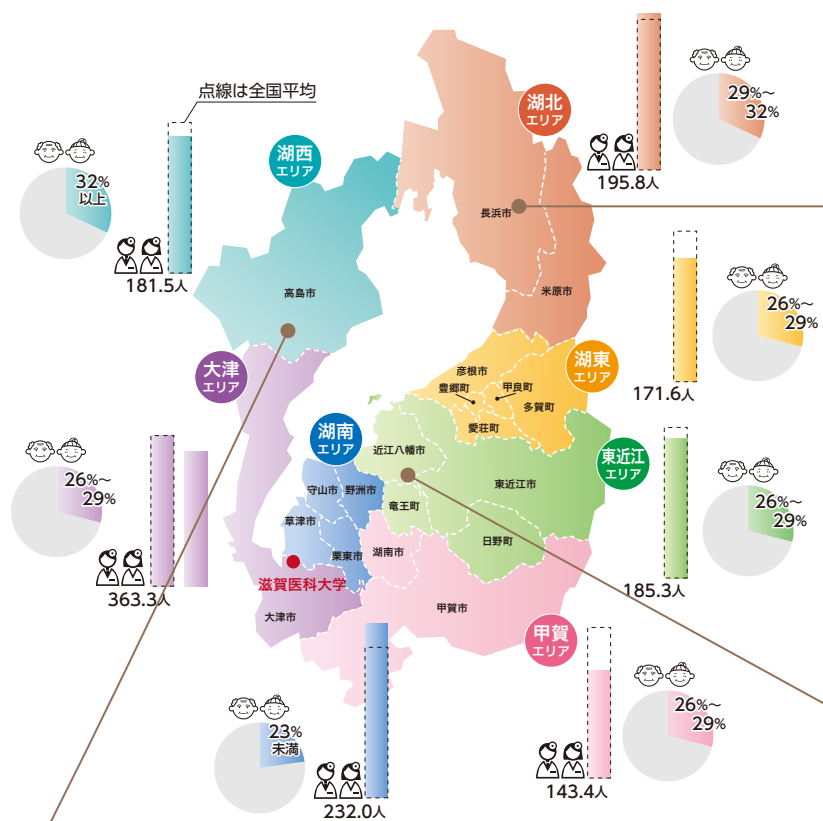 点線は全国平均
湖北
エリア
29%～
32%
195.8人
湖西
エリア
32%
以上
181.5人
長浜市
米原市
高島市
26%～
29%
171.6人
湖東
エリア
彦根市
豊郷町
甲良町
多賀町
愛荘町
大津
エリア
26%～
29%
363.3人
湖南
エリア
近江八幡市
守山市
野洲市
竜王町
東近江市
東近江
エリア
26%～
29%
185.3人
草津市
栗東市
湖南市
日野町
滋賀医科大学
大津市
甲賀市
甲賀
エリア
26%～
29%
143.4人
23%
未満
232.0人